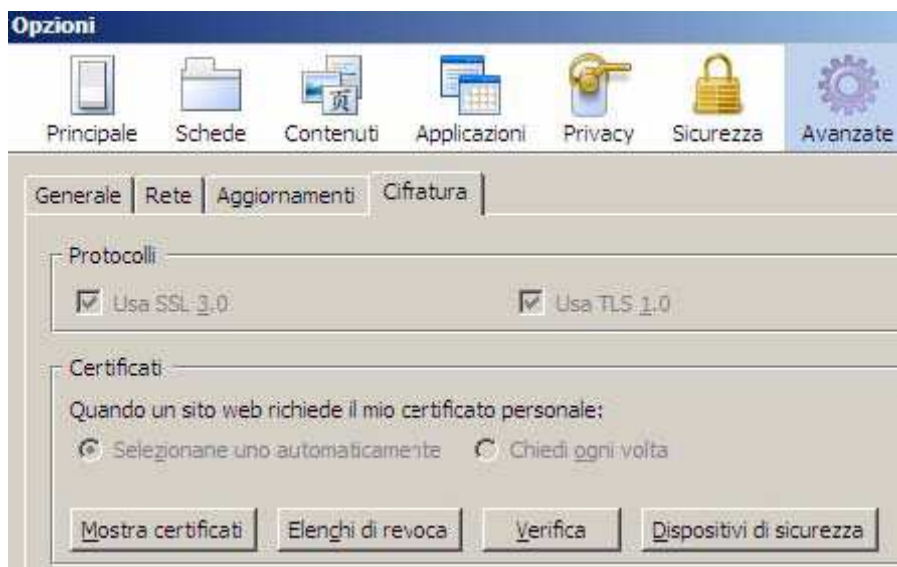 Opzioni
Principale Schede Contenuti Applicazioni Privacy Sicurezza Avanzate
Generale Rete Aggiornamenti Cifratura
Protocolli
Usa SSL 3.0 Usa TLS 1.0
Certificati
Quando un sito web richiede il mio certificato personale:
Selezionane uno automaticamente Chiedi ogni volta
Mostra certificati Elenchi di revoca Verifica Dispositivi di sicurezza